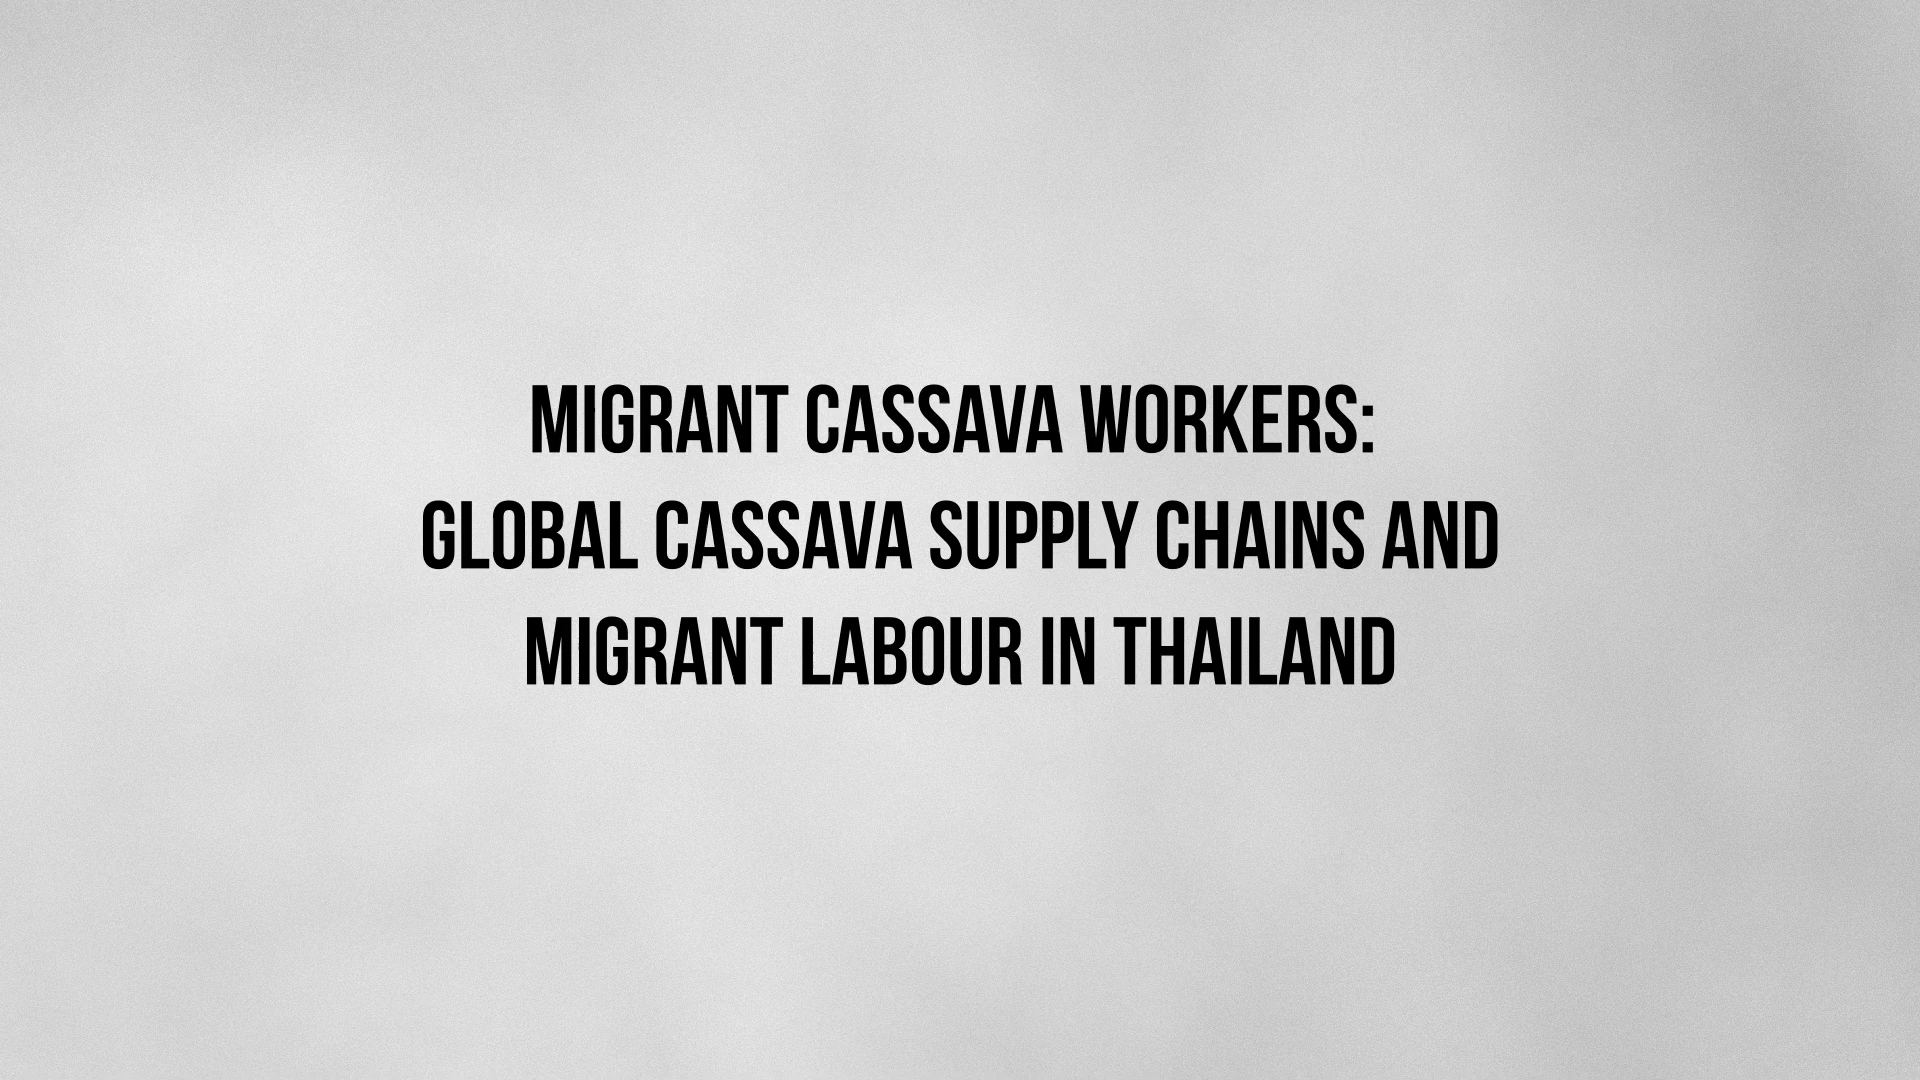 MIGRANT CASSAVA WORKERS:
GLOBAL CASSAVA SUPPLY CHAINS AND
MIGRANT LABOUR IN THAILAND